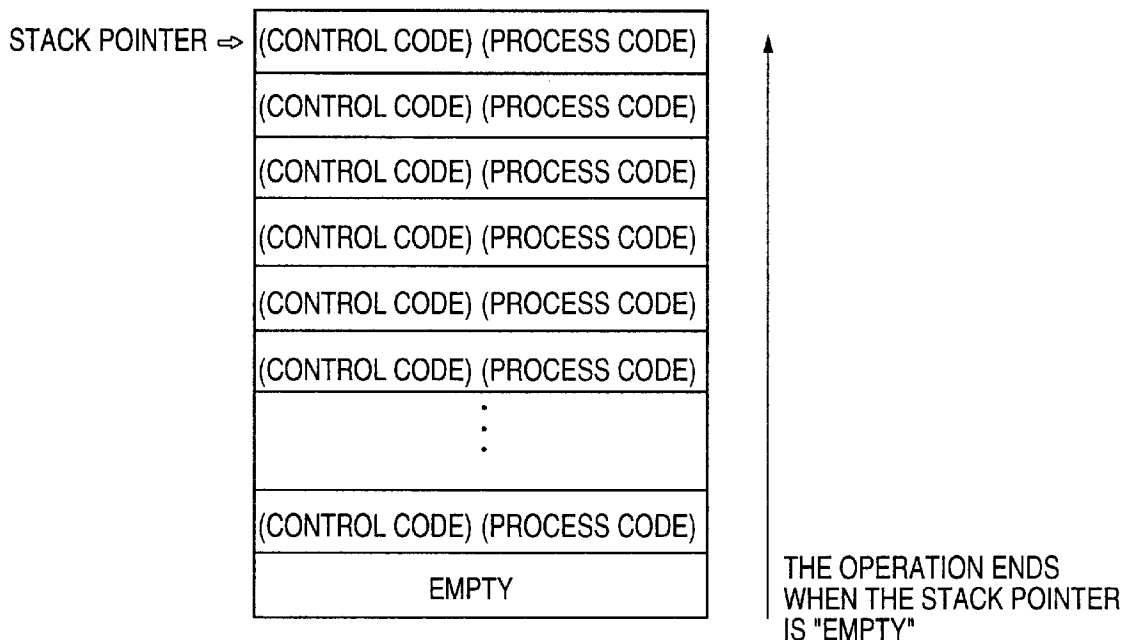 STACK POINTER ⇨ (CONTROL CODE) (PROCESS CODE)
(CONTROL CODE) (PROCESS CODE)
(CONTROL CODE) (PROCESS CODE)
(CONTROL CODE) (PROCESS CODE)
(CONTROL CODE) (PROCESS CODE)
(CONTROL CODE) (PROCESS CODE)
(CONTROL CODE) (PROCESS CODE)
EMPTY
THE OPERATION ENDS
WHEN THE STACK POINTER
IS "EMPTY"